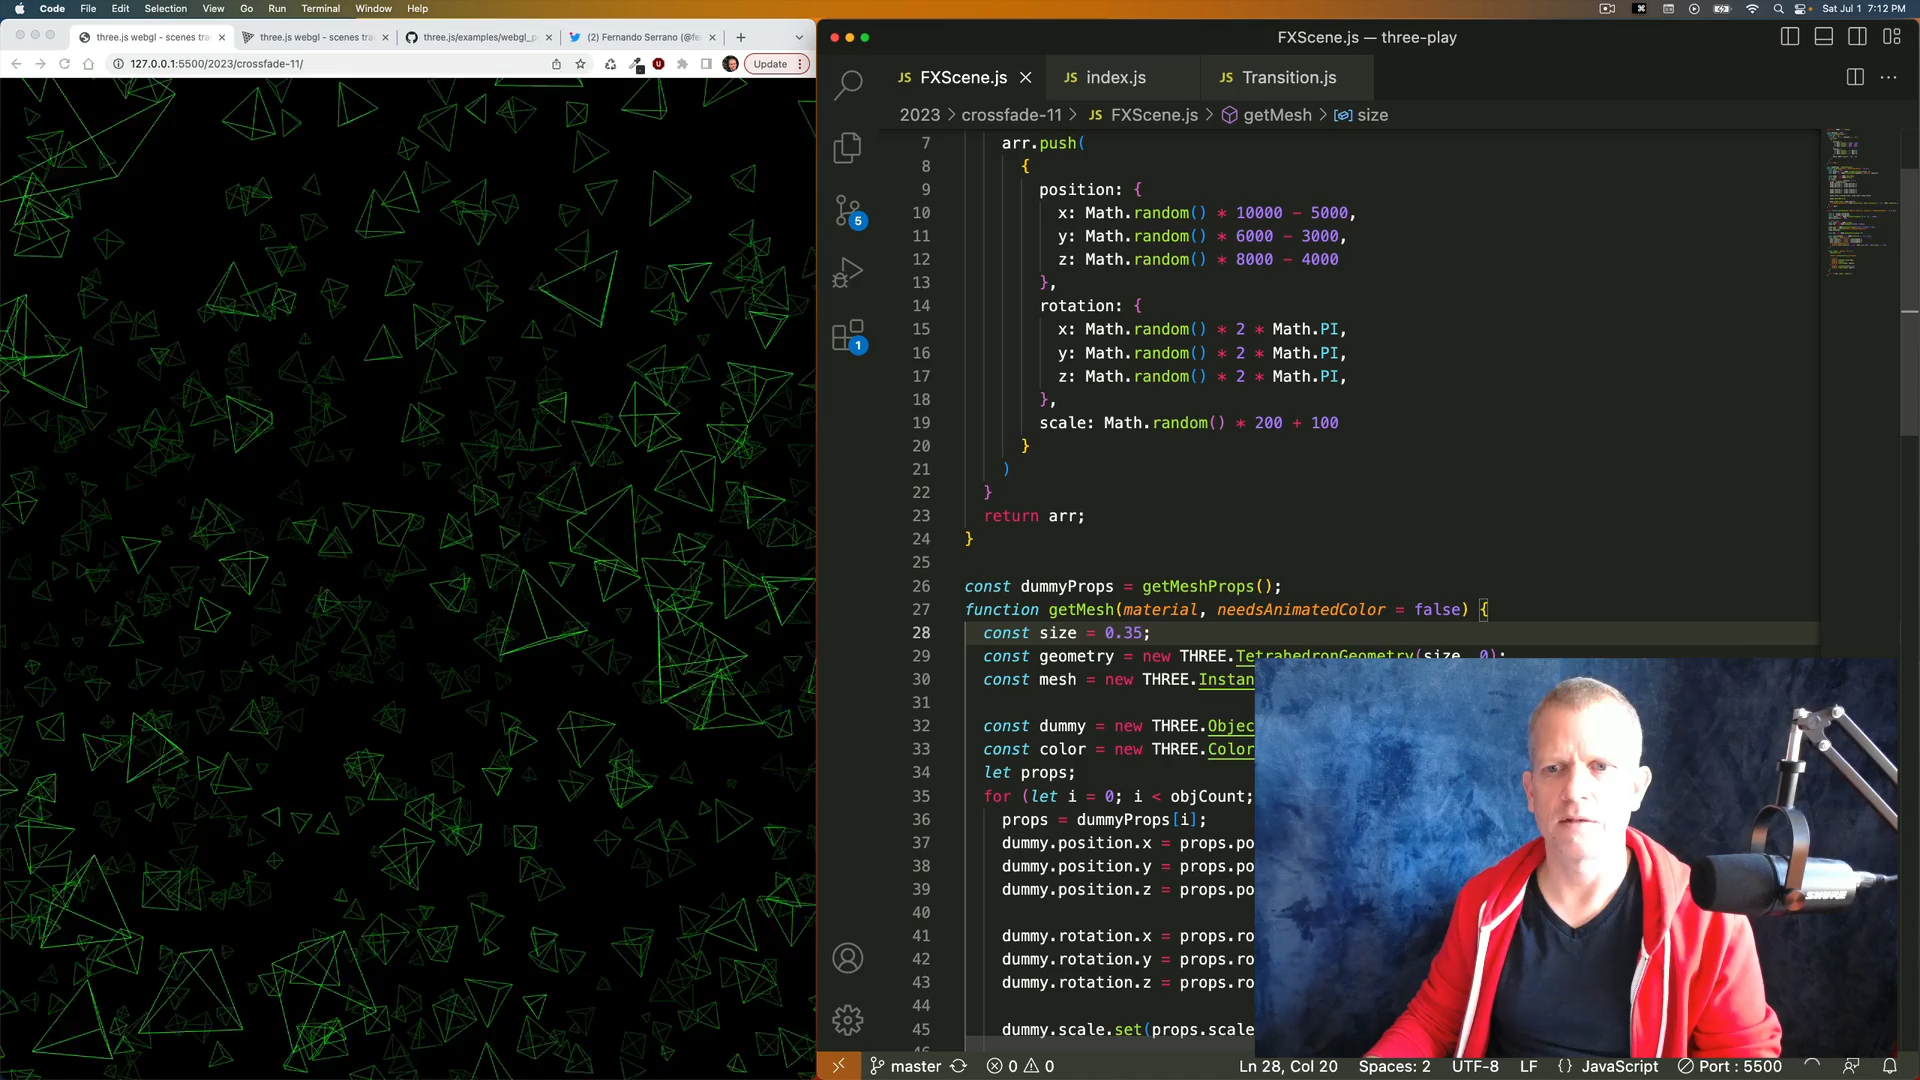 Code File Edit Selection View Go Run Terminal Window Help
Sat Jul 1 7:12 PM
three.js webgl - scenes tra
three.js webgl - scenes tra
three.js/examples/webgl_p
(2) Fernando Serrano (@fe
127.0.0.1:5500/2023/crossfade-11/
Update
FXScene.js — three-play
JS FXScene.js
JS index.js
JS Transition.js
2023 > crossfade-11 > JS FXScene.js > getMesh > size
5
1
7 arr.push(
8 {
9 position: {
10 x: Math.random() * 10000 - 5000,
11 y: Math.random() * 6000 - 3000,
12 z: Math.random() * 8000 - 4000
13 },
14 rotation: {
15 x: Math.random() * 2 * Math.PI,
16 y: Math.random() * 2 * Math.PI,
17 z: Math.random() * 2 * Math.PI,
18 },
19 scale: Math.random() * 200 + 100
20 }
21 )
22 }
23 return arr;
24 }
25
26 const dummyProps = getMeshProps();
27 function getMesh(material, needsAnimatedColor = false) {
28 const size = 0.35;
29 const geometry = new THREE.TetrahedronGeometry(size, 0);
30 const mesh = new THREE.Instan
31
32 const dummy = new THREE.Objec
33 const color = new THREE.Color
34 let props;
35 for (let i = 0; i < objCount;
36 props = dummyProps[i];
37 dummy.position.x = props.po
38 dummy.position.y = props.po
39 dummy.position.z = props.po
40
41 dummy.rotation.x = props.ro
42 dummy.rotation.y = props.ro
43 dummy.rotation.z = props.ro
44
45 dummy.scale.set(props.scale
SHURE
master 0 0 Ln 28, Col 20 Spaces: 2 UTF-8 LF {} JavaScript Port : 5500